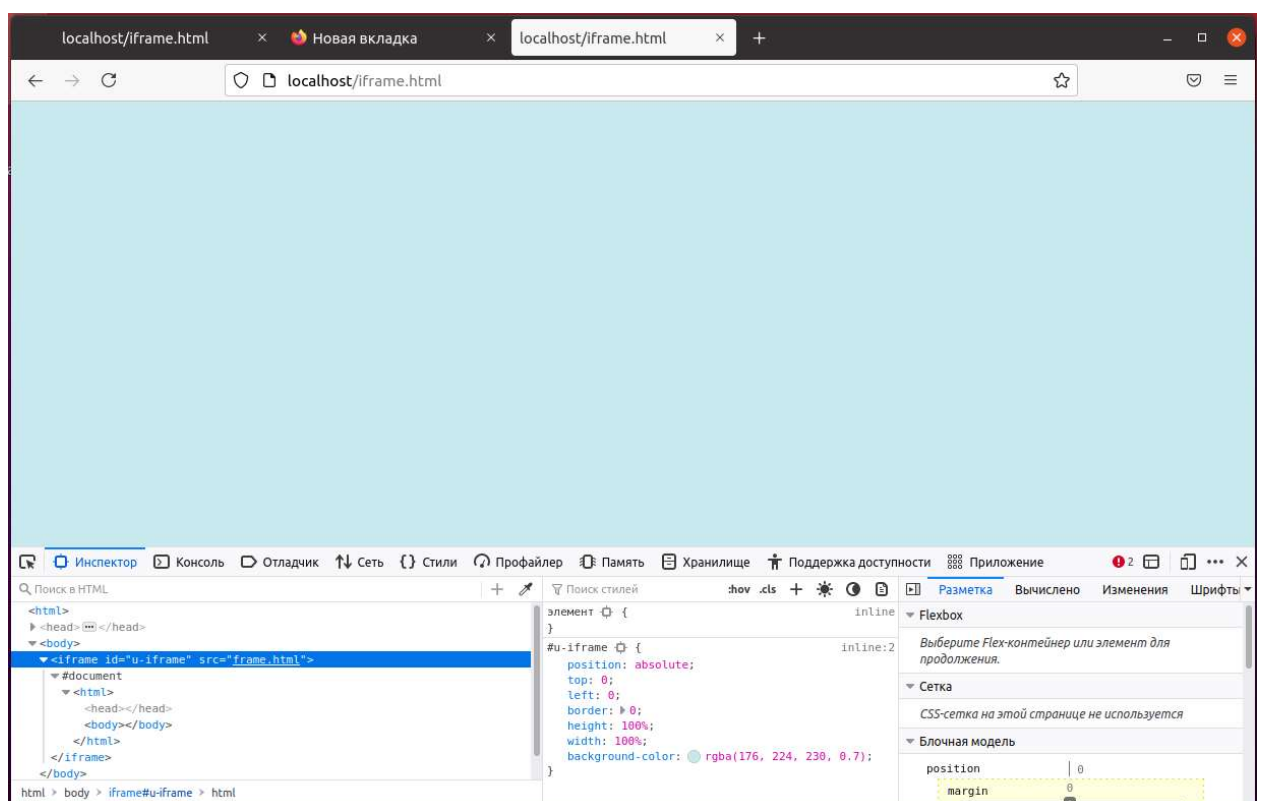 localhost/iframe.html × Новая вкладка × localhost/iframe.html × +
localhost/iframe.html
Инспектор Консоль Отладчик Сеть {} Стили Профайлер Память Хранилище Поддержка доступности Приложение 2
Поиск в HTML + Поиск стилей :hov .cls + Разметка Вычислено Изменения Шрифты
<html>
<head>⋯</head>
<body>
<iframe id="u-iframe" src="frame.html">
#document
<html>
<head></head>
<body></body>
</html>
</iframe>
</body>
html > body > iframe#u-iframe > html
элемент { inline
}
#u-iframe { inline:2
position: absolute;
top: 0;
left: 0;
border: 0;
height: 100%;
width: 100%;
background-color: rgba(176, 224, 230, 0.7);
}
Flexbox
Выберите Flex-контейнер или элемент для
продолжения.
Сетка
CSS-сетка на этой странице не используется
Блочная модель
position 0
margin 0